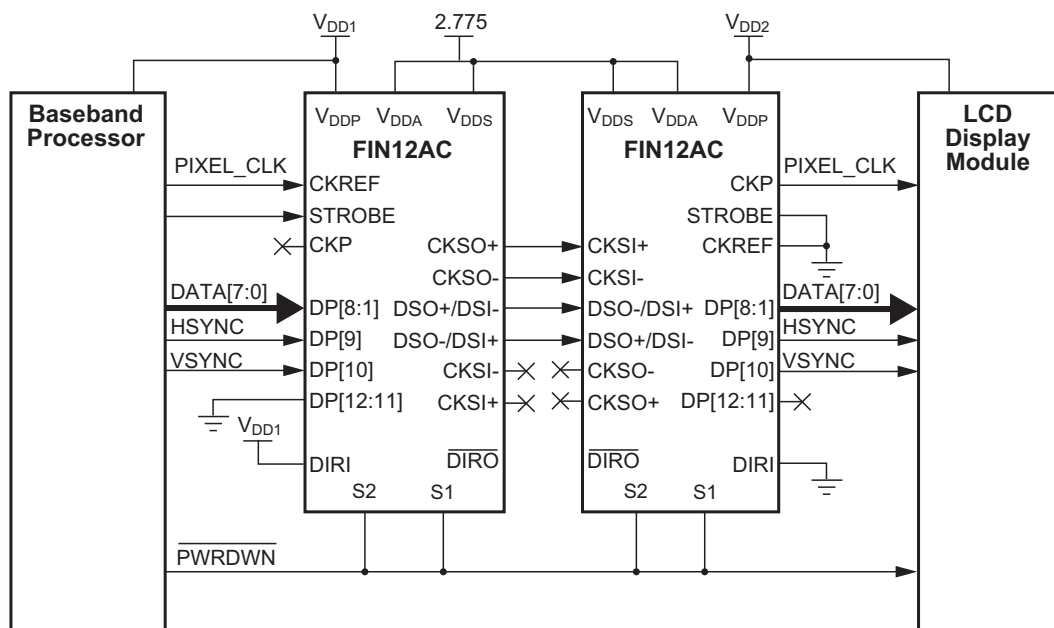 VDD1
2.775
VDD2
Baseband
Processor
VDDP VDDA VDDS
FIN12AC
PIXEL_CLK
CKREF
STROBE
CKP
CKSO+
CKSO-
DATA[7:0]
DP[8:1]
DSO+/DSI-
HSYNC
DP[9]
DSO-/DSI+
VSYNC
DP[10]
CKSI-
DP[12:11]
CKSI+
VDD1
DIRI
DIRO
S2
S1
VDDS VDDA VDDP
FIN12AC
CKP
PIXEL_CLK
STROBE
CKSI+
CKREF
CKSI-
DSO-/DSI+
DP[8:1]
DATA[7:0]
DSO+/DSI-
DP[9]
HSYNC
CKSO-
DP[10]
VSYNC
CKSO+
DP[12:11]
DIRO
DIRI
S2
S1
LCD
Display
Module
PWRDWN